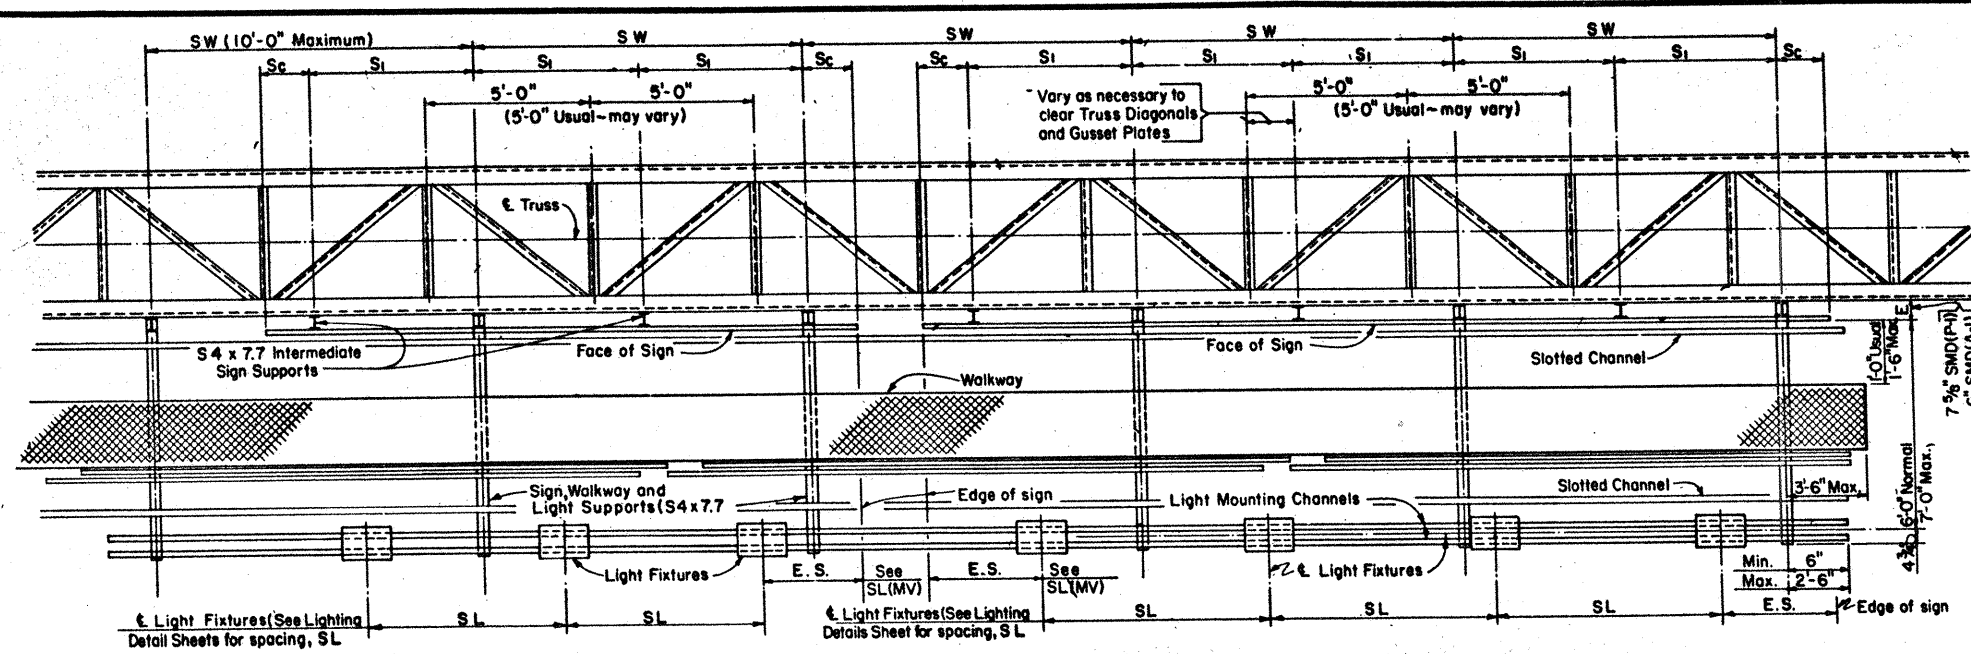 SW (10'-0" Maximum)
SW
SW
SW
SW
Sc
S1
S1
S1
Sc
Sc
S1
S1
S1
S1
S1
Sc
5'-0"
5'-0"
(5'-0" Usual~may vary)
Vary as necessary to
clear Truss Diagonals
and Gusset Plates
5'-0"
5'-0"
(5'-0" Usual~may vary)
℄ Truss
S4 x 7.7 Intermediate
Sign Supports
Face of Sign
Face of Sign
Slotted Channel
Walkway
E
1'-0" Usual
1'-6" Max.
7 5/8" SMD(P-1)
Sign, Walkway and
Light Supports (S4x7.7
Edge of sign
Light Mounting Channels
Slotted Channel
3'-6" Max.
6'-0" Normal
7'-0" Max.,
Light Fixtures
E.S.
See
SL(MV)
E.S.
See
SL(MV)
℄ Light Fixtures
Min. 6"
Max. 2'-6"
℄ Light Fixtures (See Lighting
Detail Sheets for spacing, SL
SL
SL
℄ Light Fixtures (See Lighting
Details Sheet for spacing, SL
SL
SL
SL
E.S.
Edge of sign